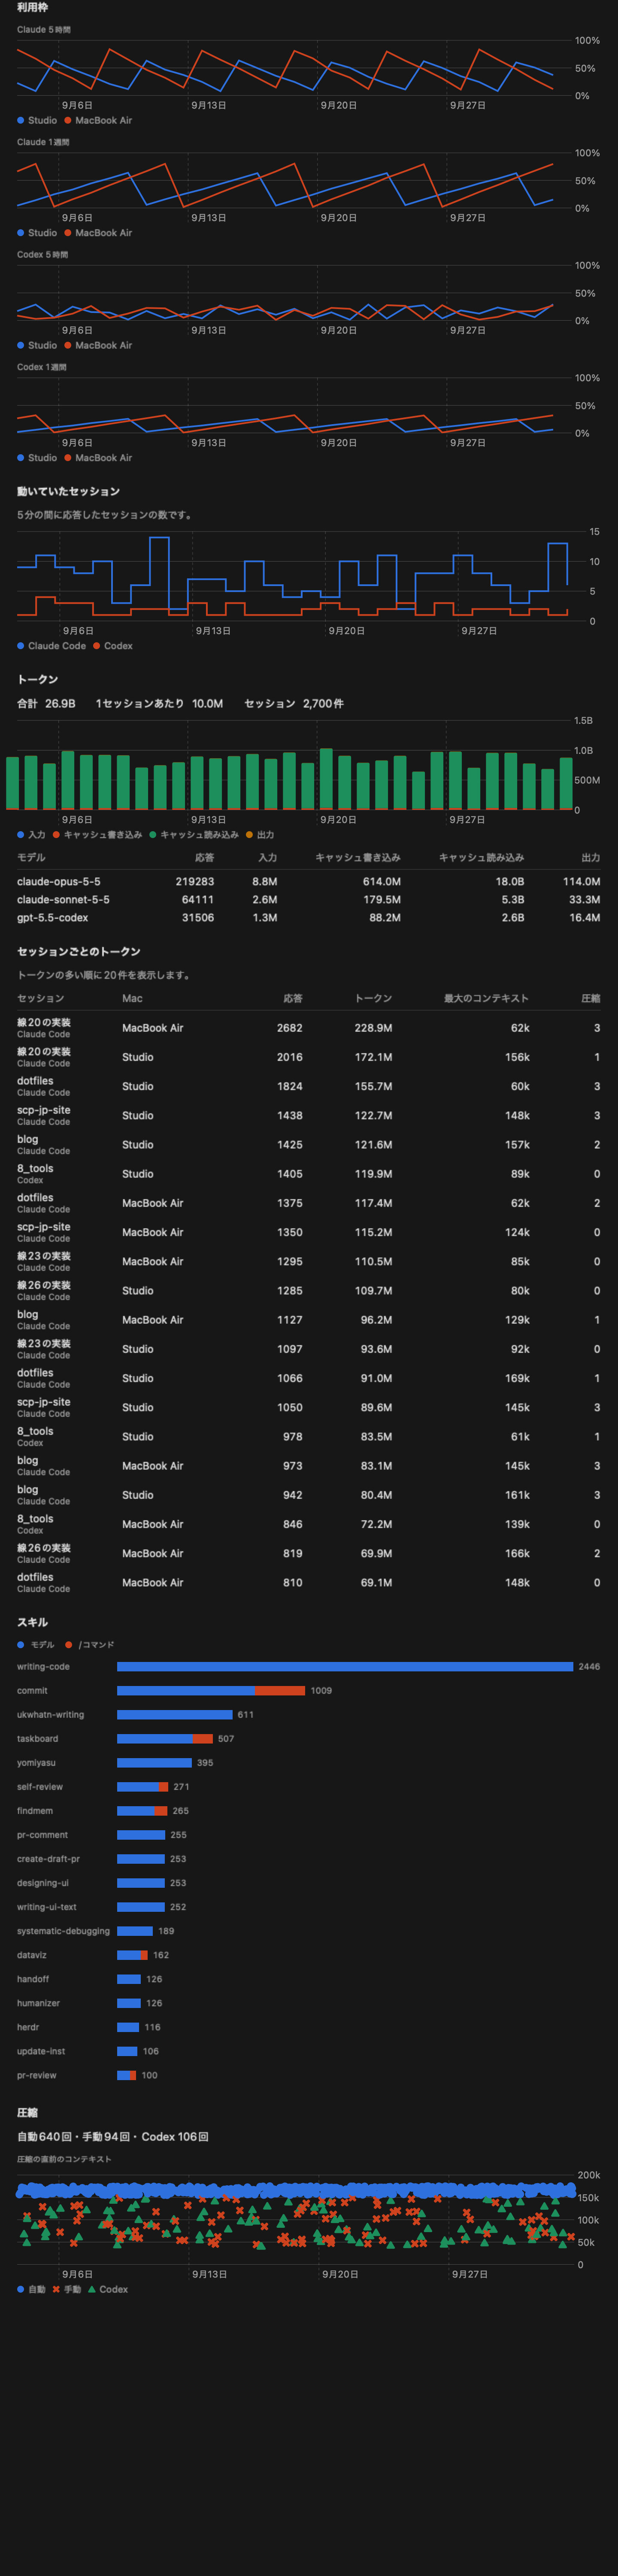 利用枠
Claude 5時間
100%
50%
0%
9月6日 9月13日 9月20日 9月27日
Studio MacBook Air
Claude 1週間
100%
50%
0%
9月6日 9月13日 9月20日 9月27日
Studio MacBook Air
Codex 5時間
100%
50%
0%
9月6日 9月13日 9月20日 9月27日
Studio MacBook Air
Codex 1週間
100%
50%
0%
9月6日 9月13日 9月20日 9月27日
Studio MacBook Air
動いていたセッション
5分の間に応答したセッションの数です。
15
10
5
0
9月6日 9月13日 9月20日 9月27日
Claude Code Codex
トークン
合計 26.9B 1セッションあたり 10.0M セッション 2,700件
1.5B
1.0B
500M
0
9月6日 9月13日 9月20日 9月27日
入力 キャッシュ書き込み キャッシュ読み込み 出力
モデル 応答 入力 キャッシュ書き込み キャッシュ読み込み 出力
claude-opus-5-5 219283 8.8M 614.0M 18.0B 114.0M
claude-sonnet-5-5 64111 2.6M 179.5M 5.3B 33.3M
gpt-5.5-codex 31506 1.3M 88.2M 2.6B 16.4M
セッションごとのトークン
トークンの多い順に20件を表示します。
セッション Mac 応答 トークン 最大のコンテキスト 圧縮
線20の実装
Claude Code
MacBook Air 2682 228.9M 62k 3
線20の実装
Claude Code
Studio 2016 172.1M 156k 1
dotfiles
Claude Code
Studio 1824 155.7M 60k 3
scp-jp-site
Claude Code
Studio 1438 122.7M 148k 3
blog
Claude Code
Studio 1425 121.6M 157k 2
8_tools
Codex
Studio 1405 119.9M 89k 0
dotfiles
Claude Code
MacBook Air 1375 117.4M 62k 2
scp-jp-site
Claude Code
MacBook Air 1350 115.2M 124k 0
線23の実装
Claude Code
MacBook Air 1295 110.5M 85k 0
線26の実装
Claude Code
Studio 1285 109.7M 80k 0
blog
Claude Code
MacBook Air 1127 96.2M 129k 1
線23の実装
Claude Code
Studio 1097 93.6M 92k 0
dotfiles
Claude Code
Studio 1066 91.0M 169k 1
scp-jp-site
Claude Code
Studio 1050 89.6M 145k 3
8_tools
Codex
Studio 978 83.5M 61k 1
blog
Claude Code
MacBook Air 973 83.1M 145k 3
blog
Claude Code
Studio 942 80.4M 161k 3
8_tools
Codex
MacBook Air 846 72.2M 139k 0
線26の実装
Claude Code
MacBook Air 819 69.9M 166k 2
dotfiles
Claude Code
MacBook Air 810 69.1M 148k 0
スキル
モデル /コマンド
writing-code 2446
commit 1009
ukwhatn-writing 611
taskboard 507
yomiyasu 395
self-review 271
findmem 265
pr-comment 255
create-draft-pr 253
designing-ui 253
writing-ui-text 252
systematic-debugging 189
dataviz 162
handoff 126
humanizer 126
herdr 116
update-inst 106
pr-review 100
圧縮
自動640回・手動94回・Codex 106回
圧縮の直前のコンテキスト
200k
150k
100k
50k
0
9月6日 9月13日 9月20日 9月27日
自動 手動 Codex